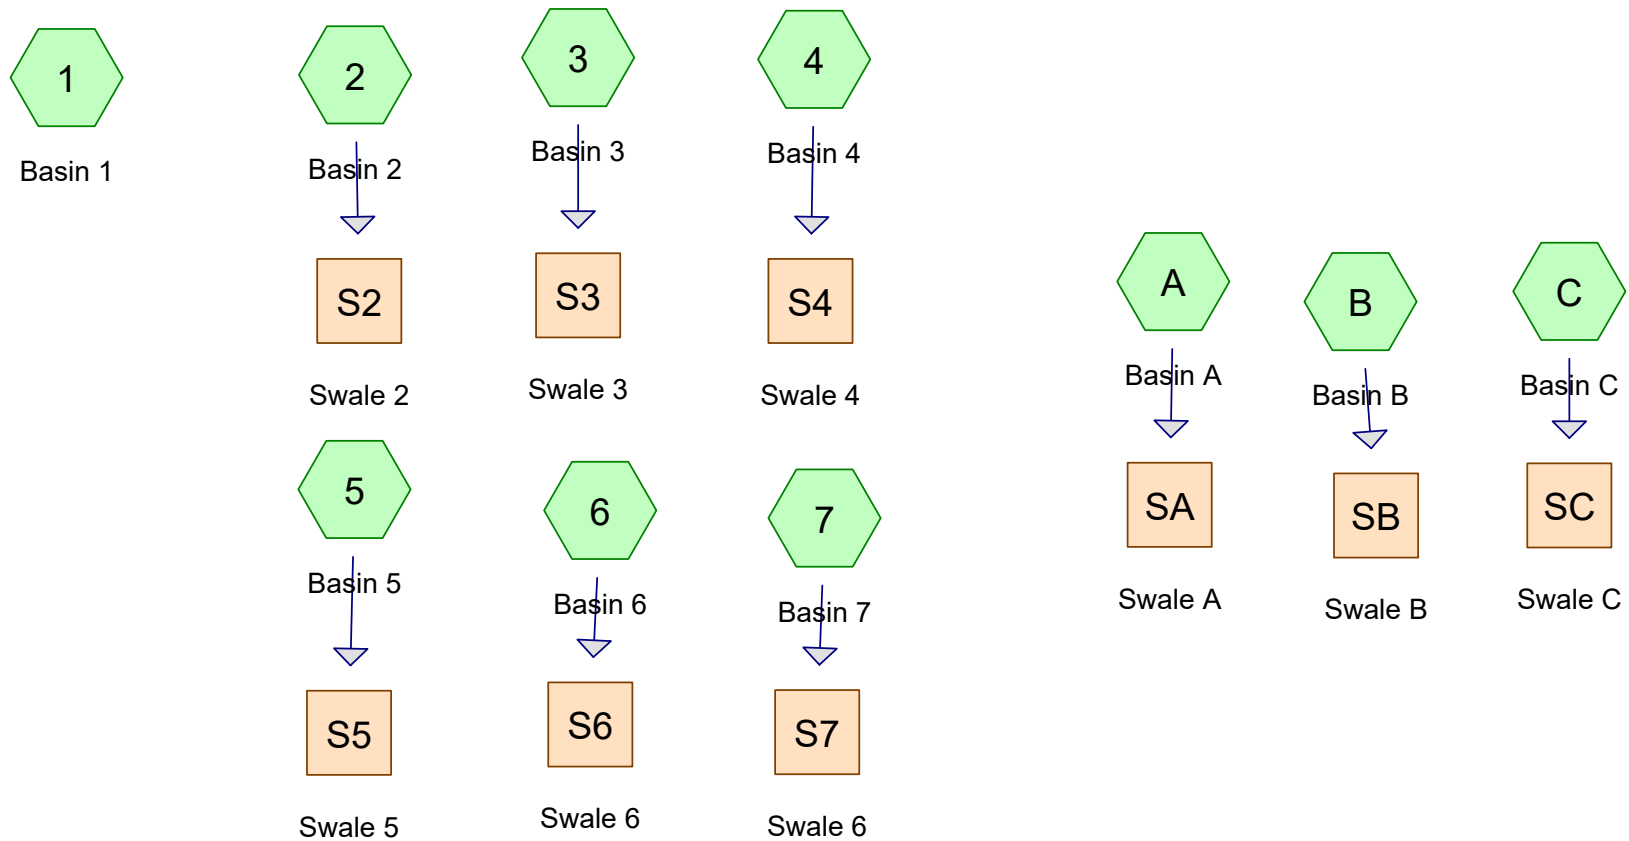 1
Basin 1
2
Basin 2
S2
Swale 2
3
Basin 3
S3
Swale 3
4
Basin 4
S4
Swale 4
5
Basin 5
S5
Swale 5
6
Basin 6
S6
Swale 6
7
Basin 7
S7
Swale 6
A
Basin A
SA
Swale A
B
Basin B
SB
Swale B
C
Basin C
SC
Swale C